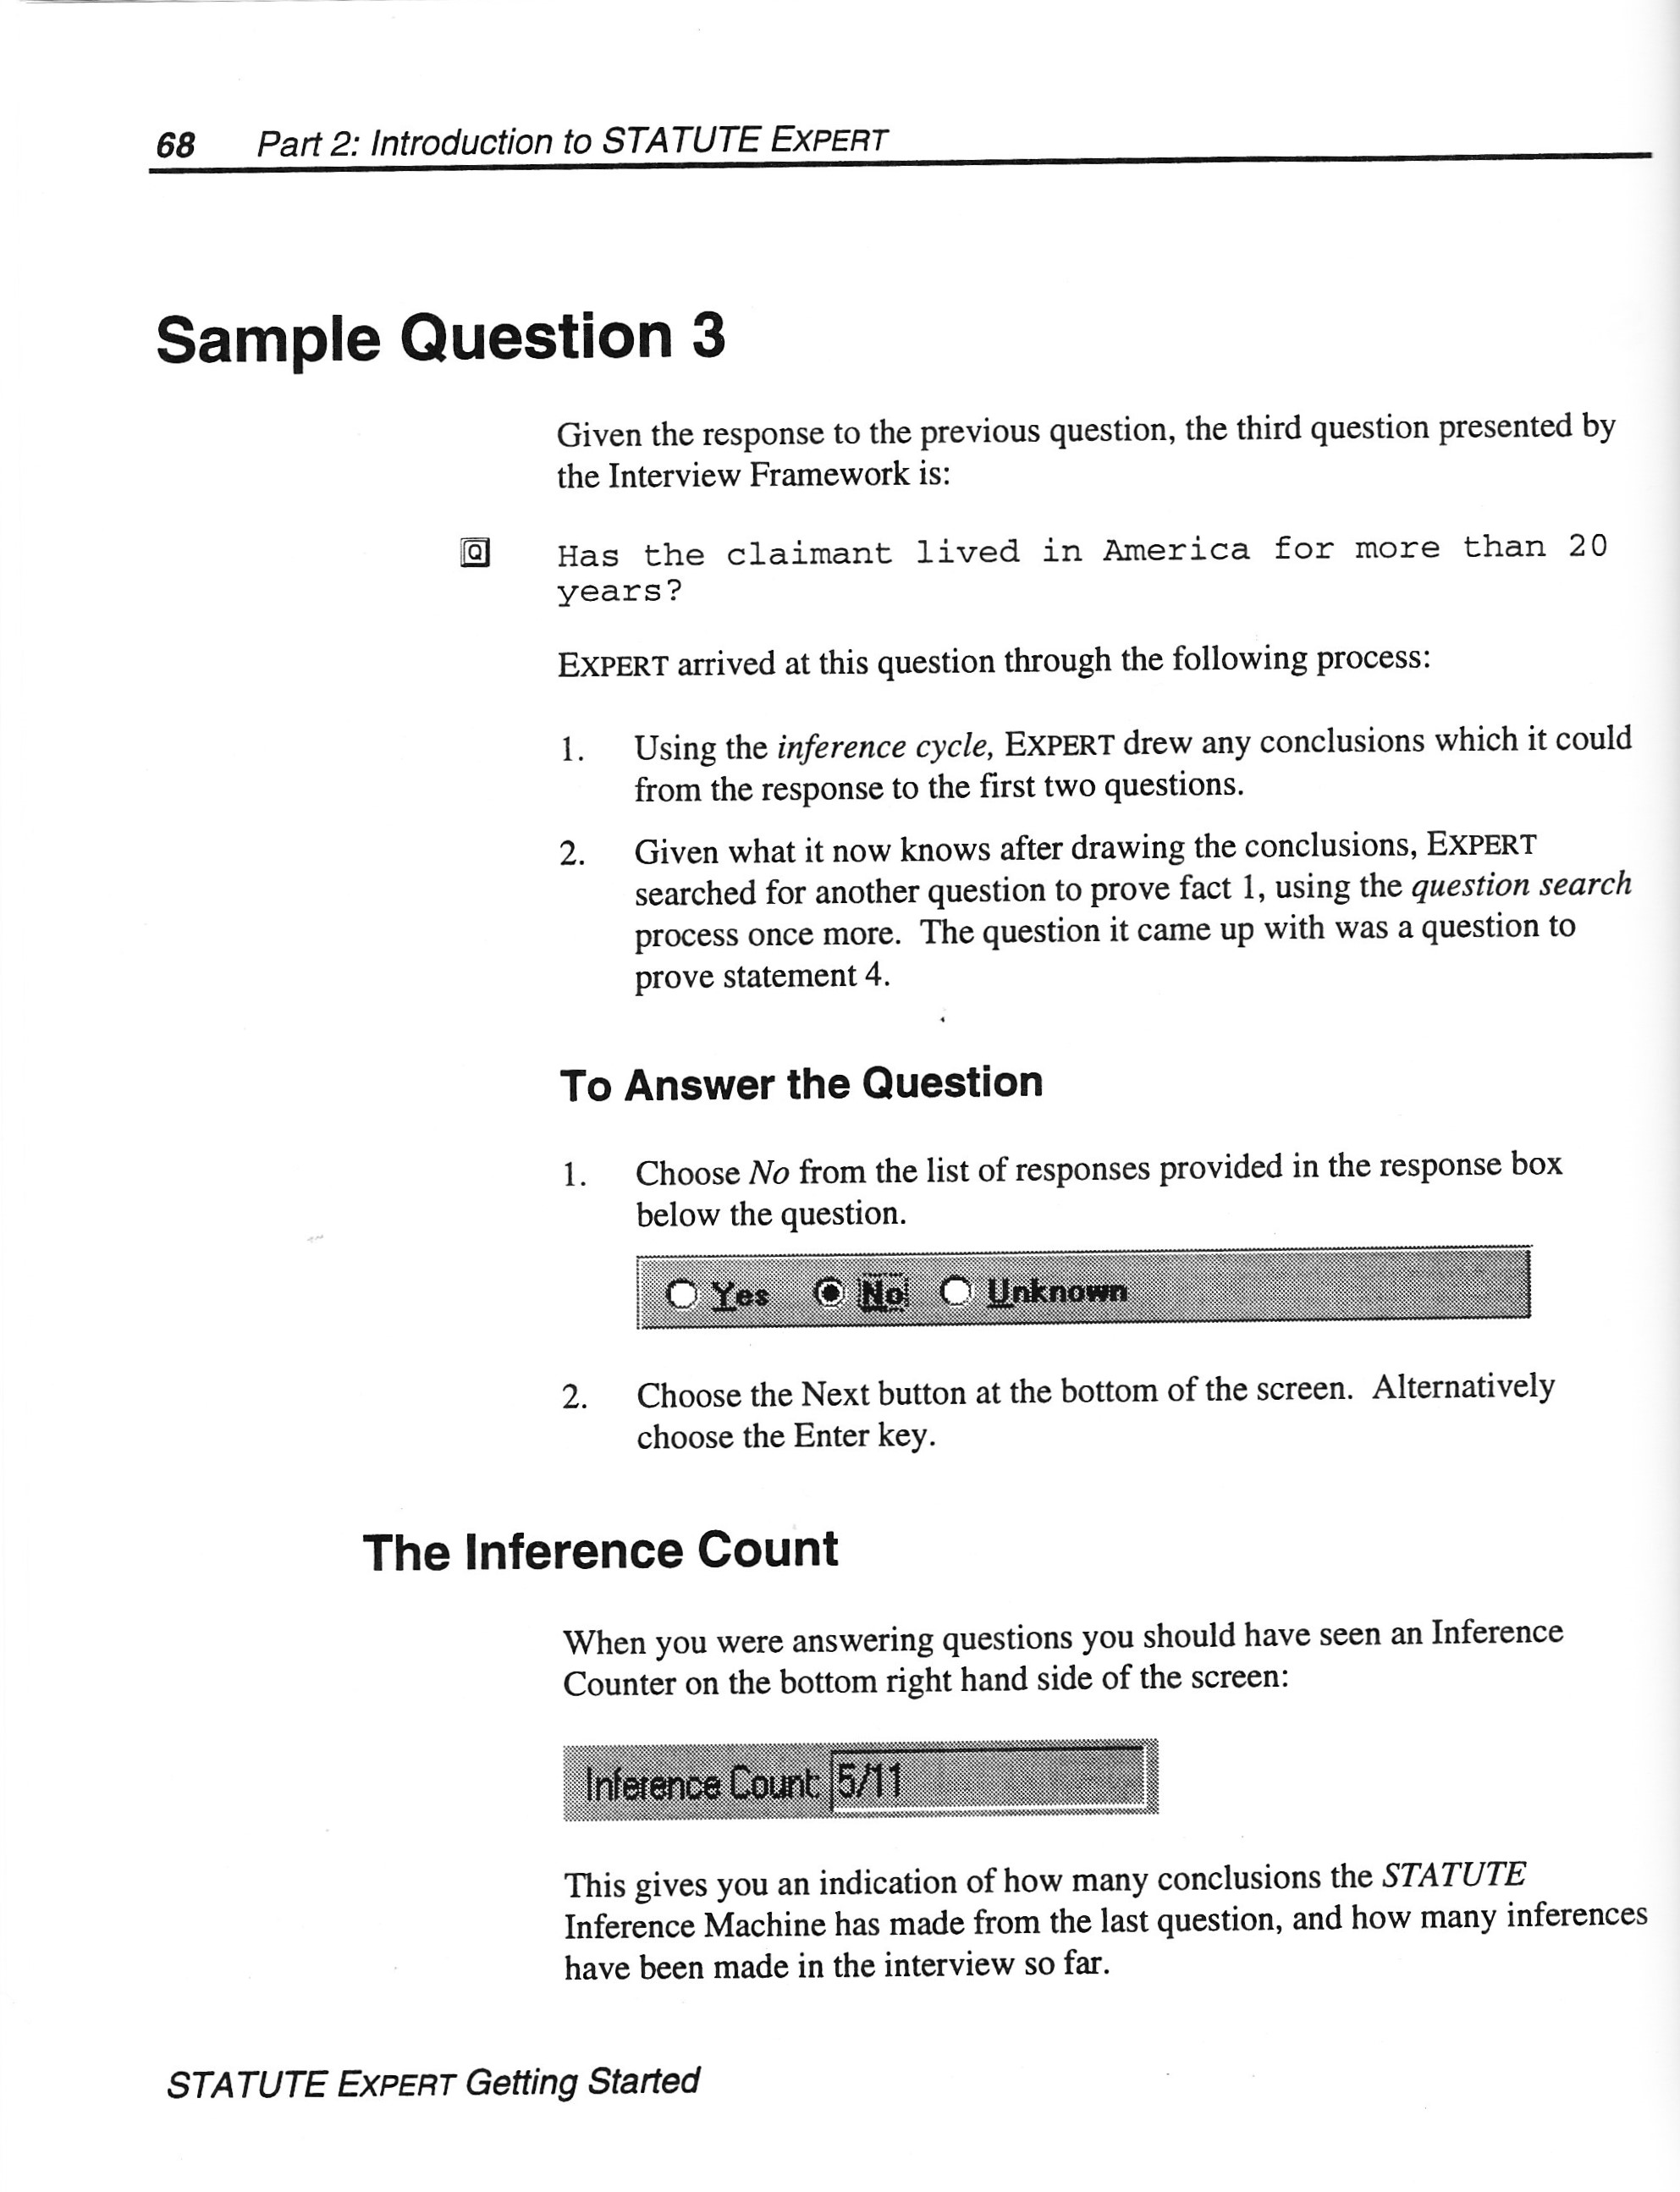 68 Part 2: Introduction to STATUTE EXPERT
Sample Question 3
Given the response to the previous question, the third question presented by
the Interview Framework is:
Q Has the claimant lived in America for more than 20
years?
EXPERT arrived at this question through the following process:
1. Using the inference cycle, EXPERT drew any conclusions which it could
from the response to the first two questions.
2. Given what it now knows after drawing the conclusions, EXPERT
searched for another question to prove fact 1, using the question search
process once more. The question it came up with was a question to
prove statement 4.
To Answer the Question
1. Choose No from the list of responses provided in the response box
below the question.
Yes No Unknown
2. Choose the Next button at the bottom of the screen. Alternatively
choose the Enter key.
The Inference Count
When you were answering questions you should have seen an Inference
Counter on the bottom right hand side of the screen:
Inference Count: 5/11
This gives you an indication of how many conclusions the STATUTE
Inference Machine has made from the last question, and how many inferences
have been made in the interview so far.
STATUTE EXPERT Getting Started